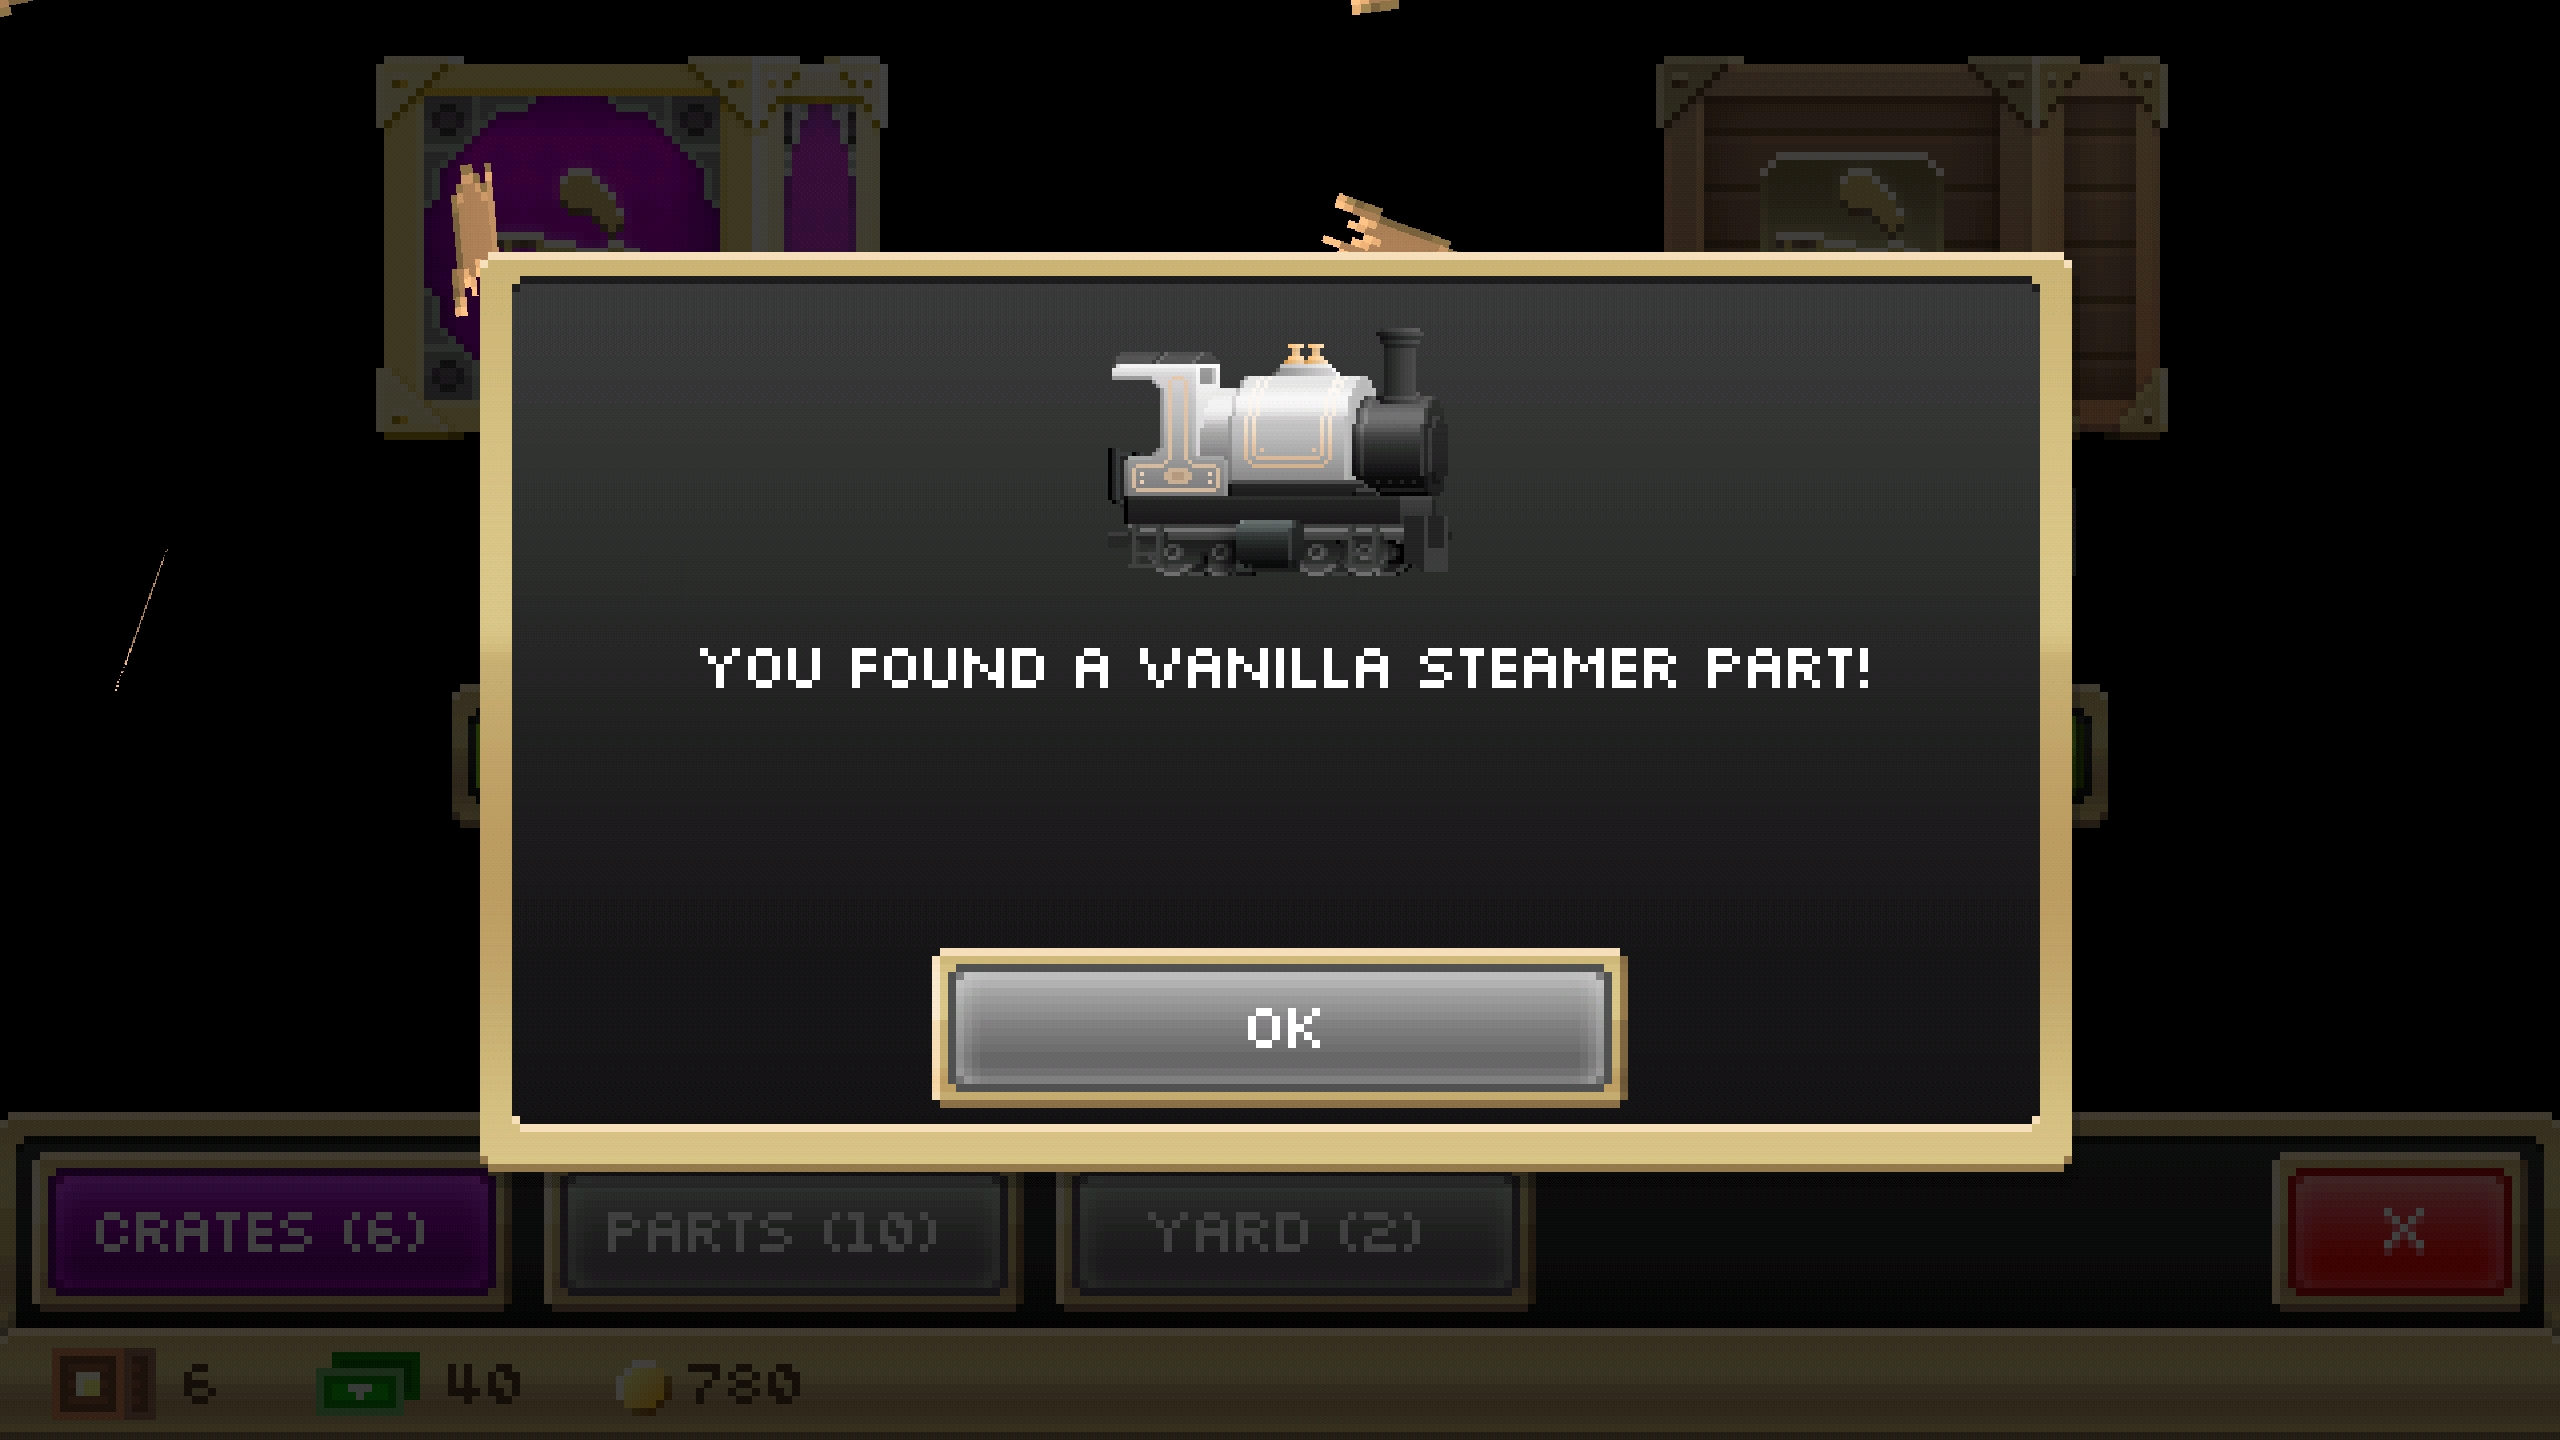 YOU FOUND A VANILLA STEAMER PART!
OK
CRATES (6)
PARTS (10)
YARD (2)
X
6
40
780